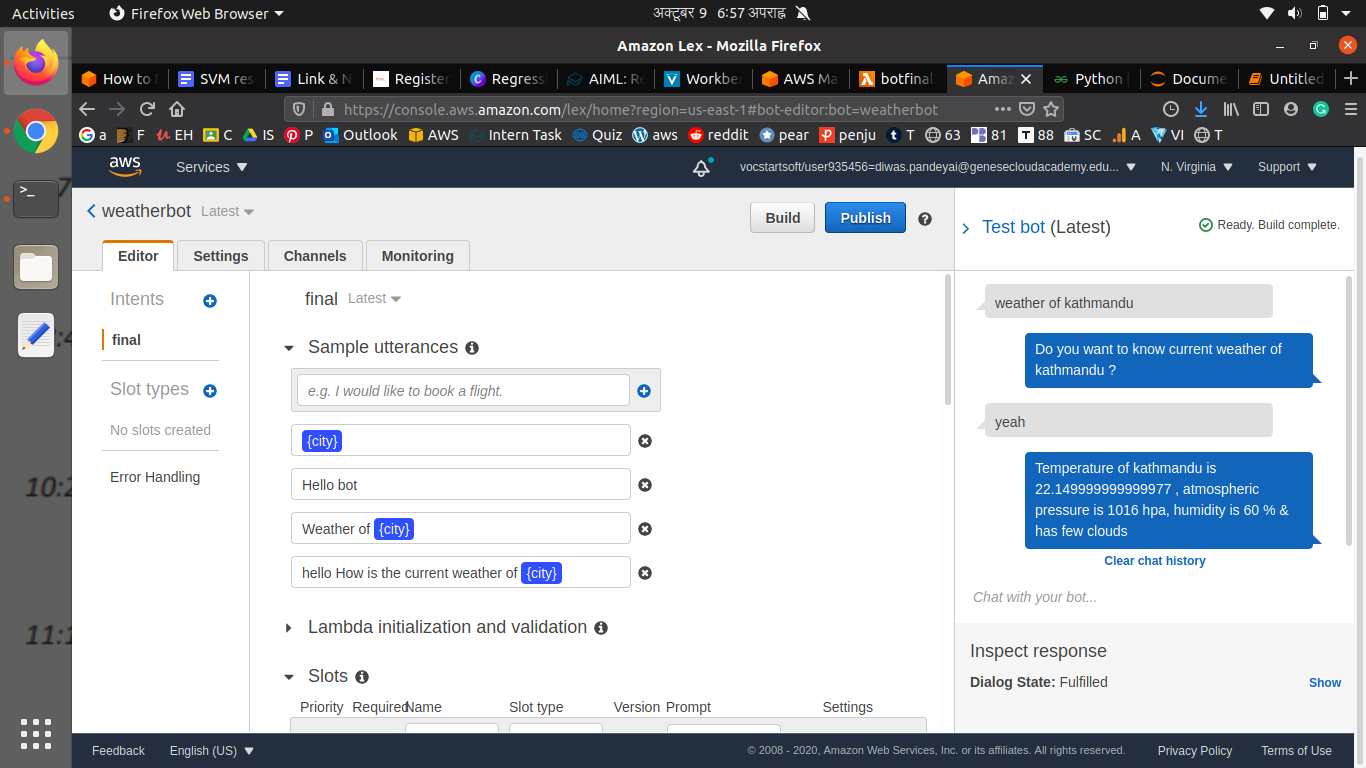 Activities Firefox Web Browser अक्टूबर 9 6:57 अपराह्न
Amazon Lex - Mozilla Firefox
How to SVM res Link & N Register Regressi AIML: Re Workben AWS Ma botfinal. Amaz Python Docume Untitled
https://console.aws.amazon.com/lex/home?region=us-east-1#bot-editor:bot=weatherbot
a F EH C IS P Outlook AWS Intern Task Quiz aws reddit pear penju T 63 81 88 SC A VI T
aws Services vocstartsoft/user935456=diwas.pandeyai@genesecloudacademy.edu... N. Virginia Support
weatherbot Latest Build Publish
Editor Settings Channels Monitoring
Intents
final
Slot types
No slots created
Error Handling
final Latest
Sample utterances
e.g. I would like to book a flight.
{city}
Hello bot
Weather of {city}
hello How is the current weather of {city}
Lambda initialization and validation
Slots
Priority Required Name Slot type Version Prompt Settings
Test bot (Latest) Ready. Build complete.
weather of kathmandu
Do you want to know current weather of
kathmandu ?
yeah
Temperature of kathmandu is
22.149999999999977 , atmospheric
pressure is 1016 hpa, humidity is 60 % &
has few clouds
Clear chat history
Chat with your bot...
Inspect response
Dialog State: Fulfilled Show
Feedback English (US) © 2008 - 2020, Amazon Web Services, Inc. or its affiliates. All rights reserved. Privacy Policy Terms of Use